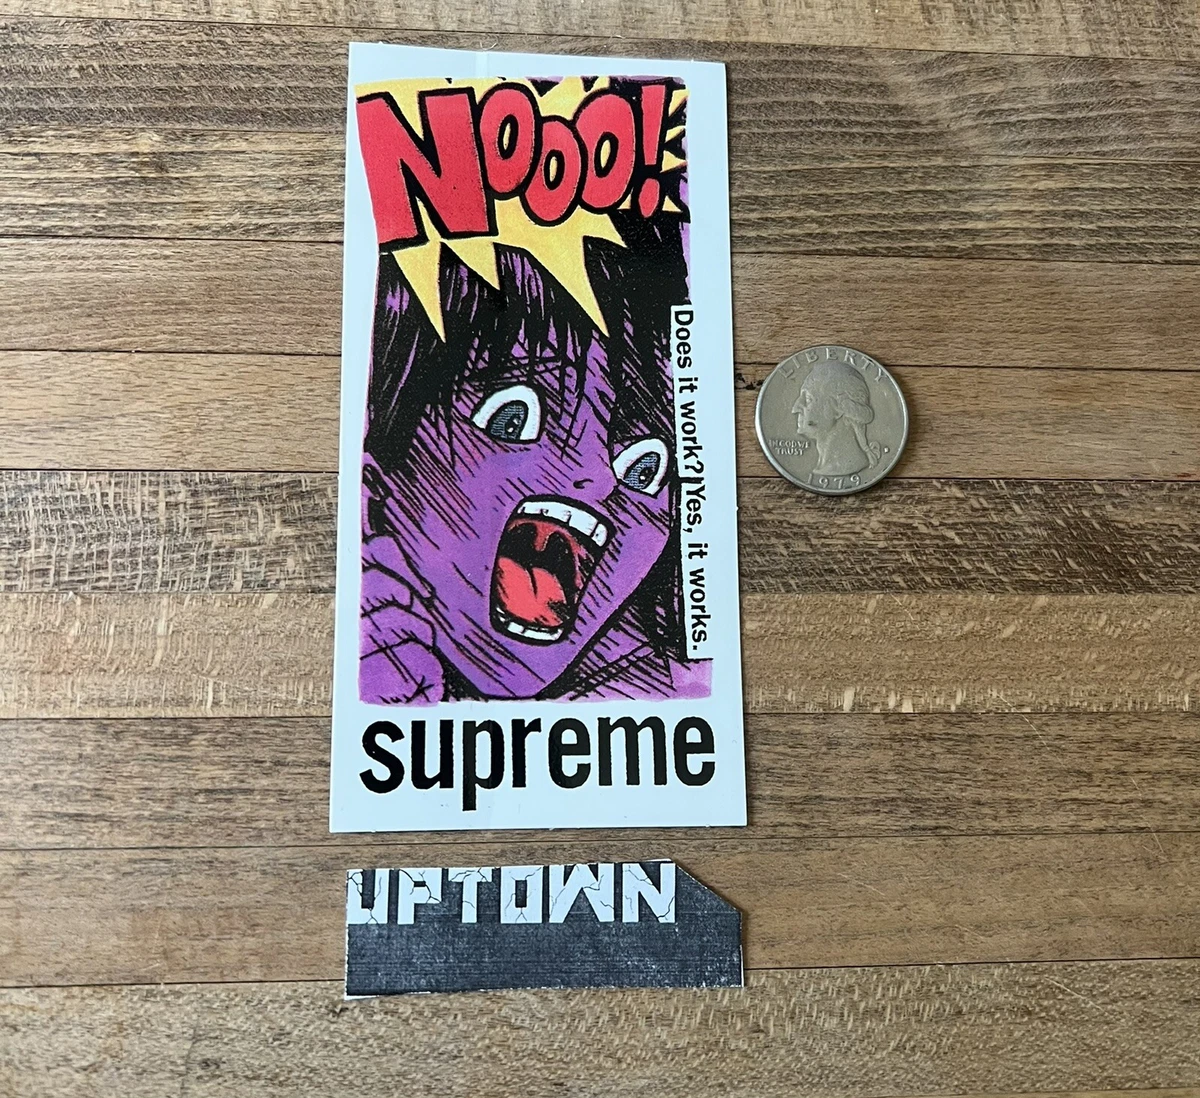 NOOO!
Does it work? Yes, it works.
supreme
LIBERTY
IN GOD WE
TRUST
1979
UPTOWN